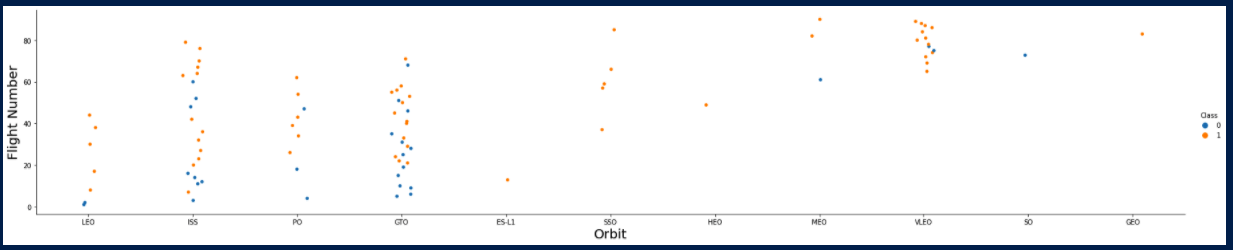 80
60
40
20
0
Flight Number
LEO ISS PO GTO ES-L1 SSO HEO MEO VLEO SO GEO
Orbit
Class
0
1